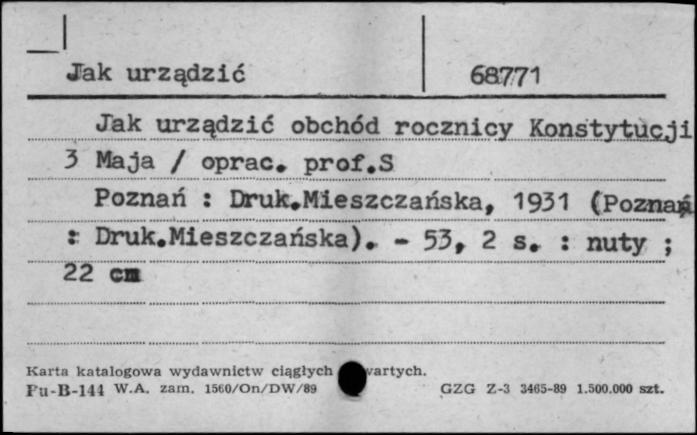 Jak urządzić 68771
Jak urządzić obchód rocznicy Konstytucji
3 Maja / oprac. prof.S
Poznań : Druk.Mieszczańska, 1931 (Poznań
: Druk.Mieszczańska). - 53, 2 s. : nuty ;
22 cm
Karta katalogowa wydawnictw ciągłych
Pu-B-144 W.A. zam. 1560/On/DW/89 GZG Z-3 3465-89 1.500.000 szt.